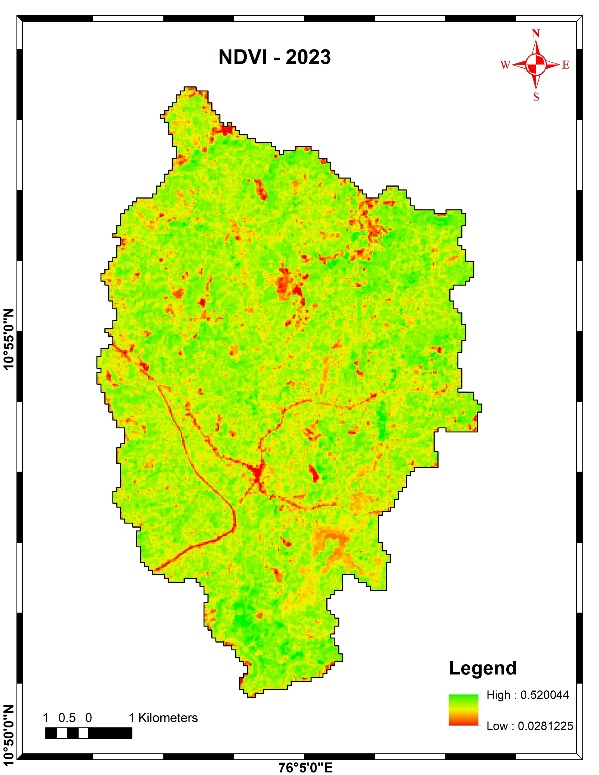 NDVI - 2023
N
W E
S
10°55'0"N
Legend
High : 0.520044
Low : 0.0281225
1 0.5 0 1 Kilometers
10°50'0"N
76°5'0"E